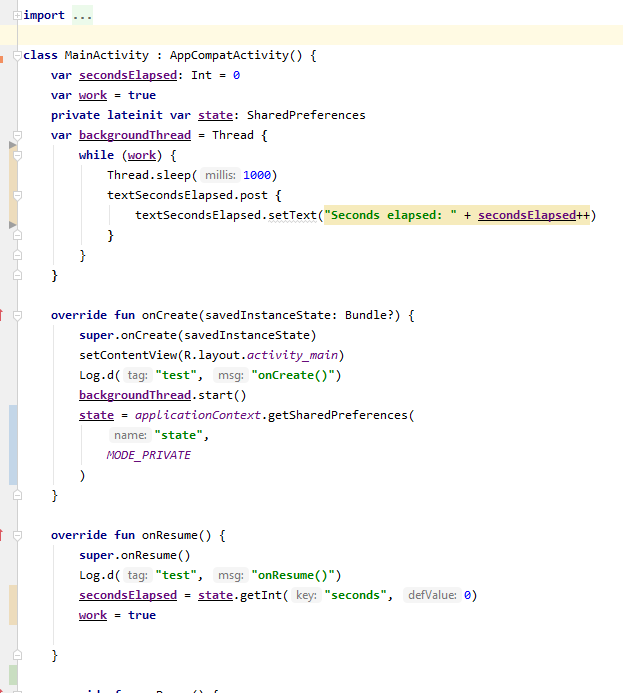 import ...
class MainActivity : AppCompatActivity() {
    var secondsElapsed: Int = 0
    var work = true
    private lateinit var state: SharedPreferences
    var backgroundThread = Thread {
        while (work) {
            Thread.sleep( millis: 1000)
            textSecondsElapsed.post {
                textSecondsElapsed.setText("Seconds elapsed: " + secondsElapsed++)
            }
        }
    }
    override fun onCreate(savedInstanceState: Bundle?) {
        super.onCreate(savedInstanceState)
        setContentView(R.layout.activity_main)
        Log.d( tag: "test", msg: "onCreate()")
        backgroundThread.start()
        state = applicationContext.getSharedPreferences(
            name: "state",
            MODE_PRIVATE
        )
    }
    override fun onResume() {
        super.onResume()
        Log.d( tag: "test", msg: "onResume()")
        secondsElapsed = state.getInt( key: "seconds", defValue: 0)
        work = true
    }